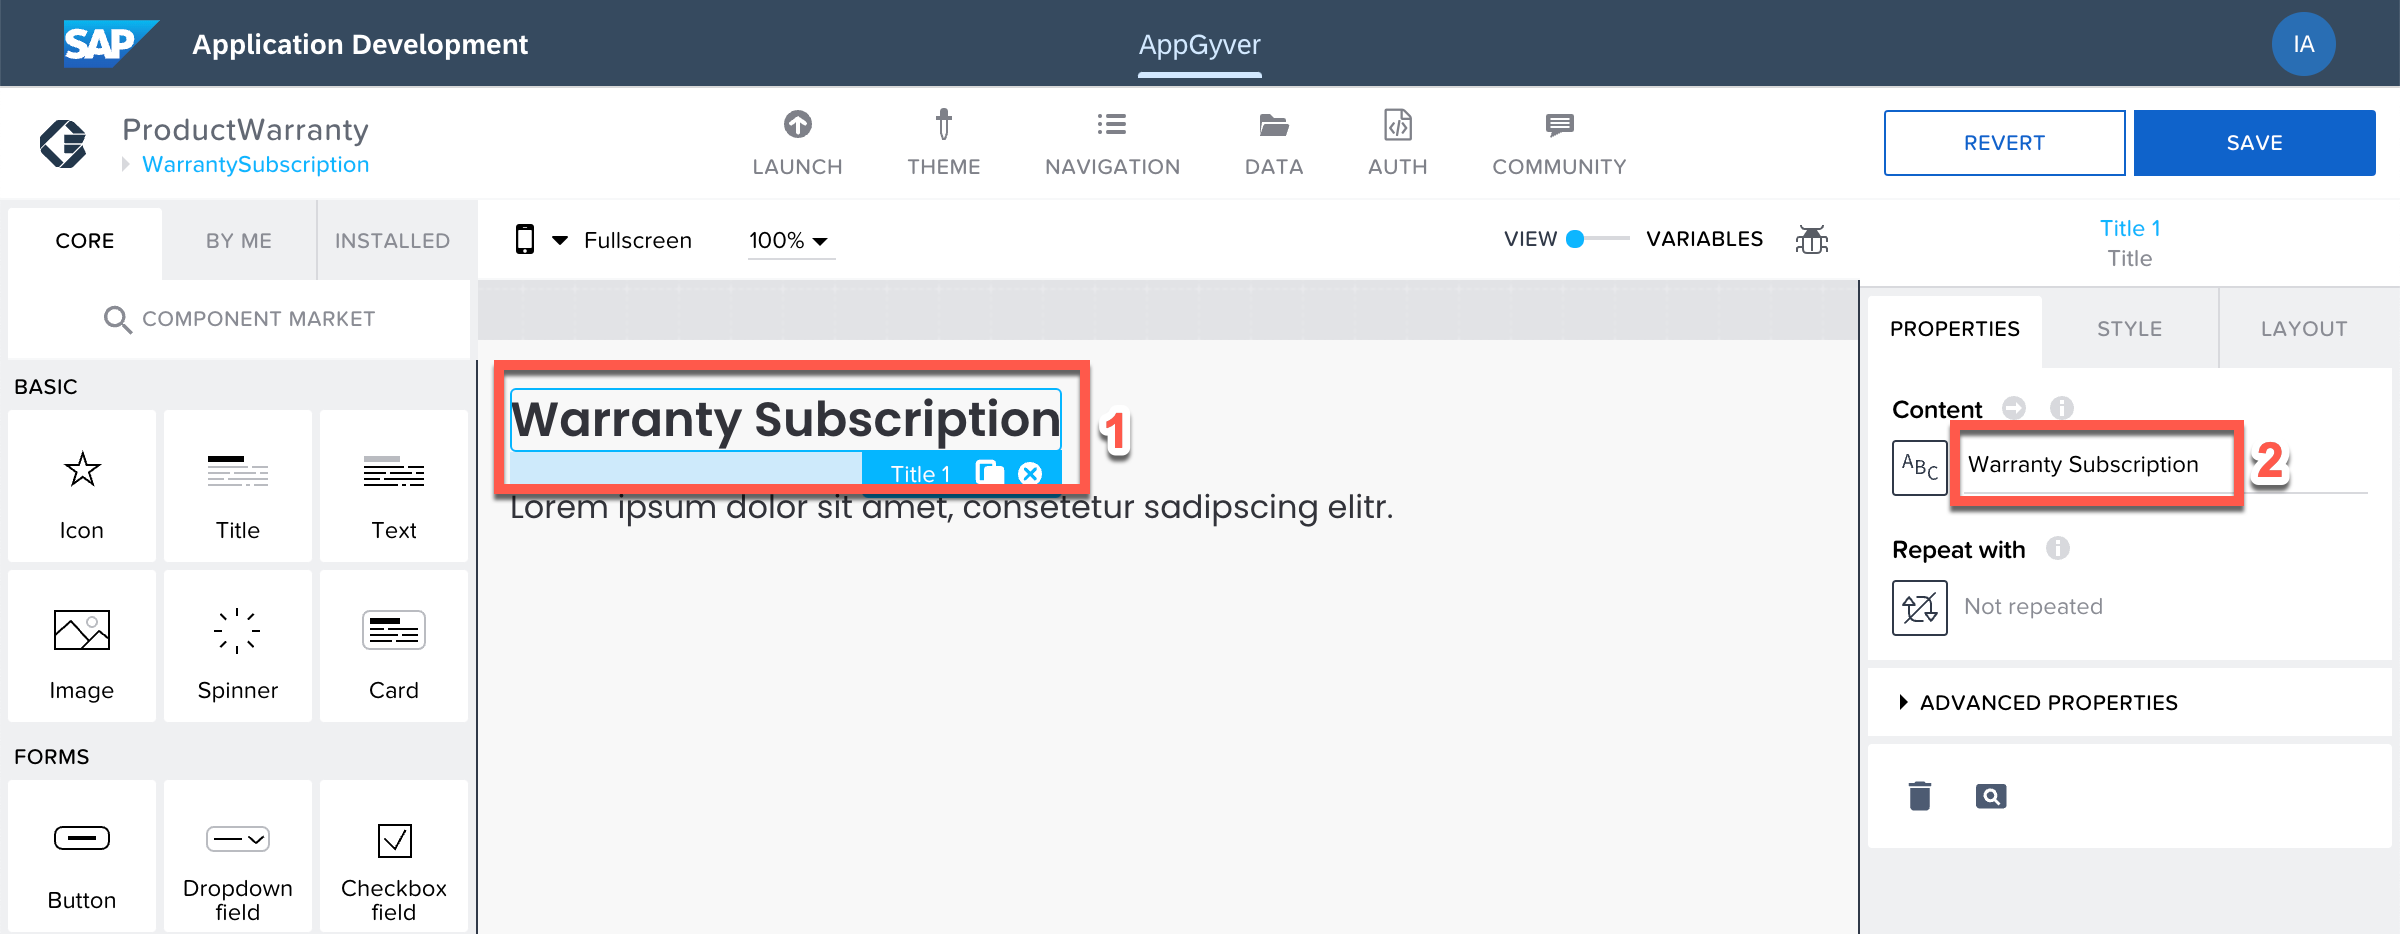 SAP Application Development
AppGyver
IA
ProductWarranty
WarrantySubscription
LAUNCH
THEME
NAVIGATION
DATA
AUTH
COMMUNITY
REVERT
SAVE
CORE
BY ME
INSTALLED
Fullscreen
100%
VIEW
VARIABLES
Title 1
Title
COMPONENT MARKET
PROPERTIES
STYLE
LAYOUT
BASIC
Icon
Title
Text
Image
Spinner
Card
FORMS
Button
Dropdown
field
Checkbox
field
Warranty Subscription
1
Title 1
Lorem ipsum dolor sit amet, consetetur sadipscing elitr.
Content
ABC
Warranty Subscription
2
Repeat with
Not repeated
ADVANCED PROPERTIES